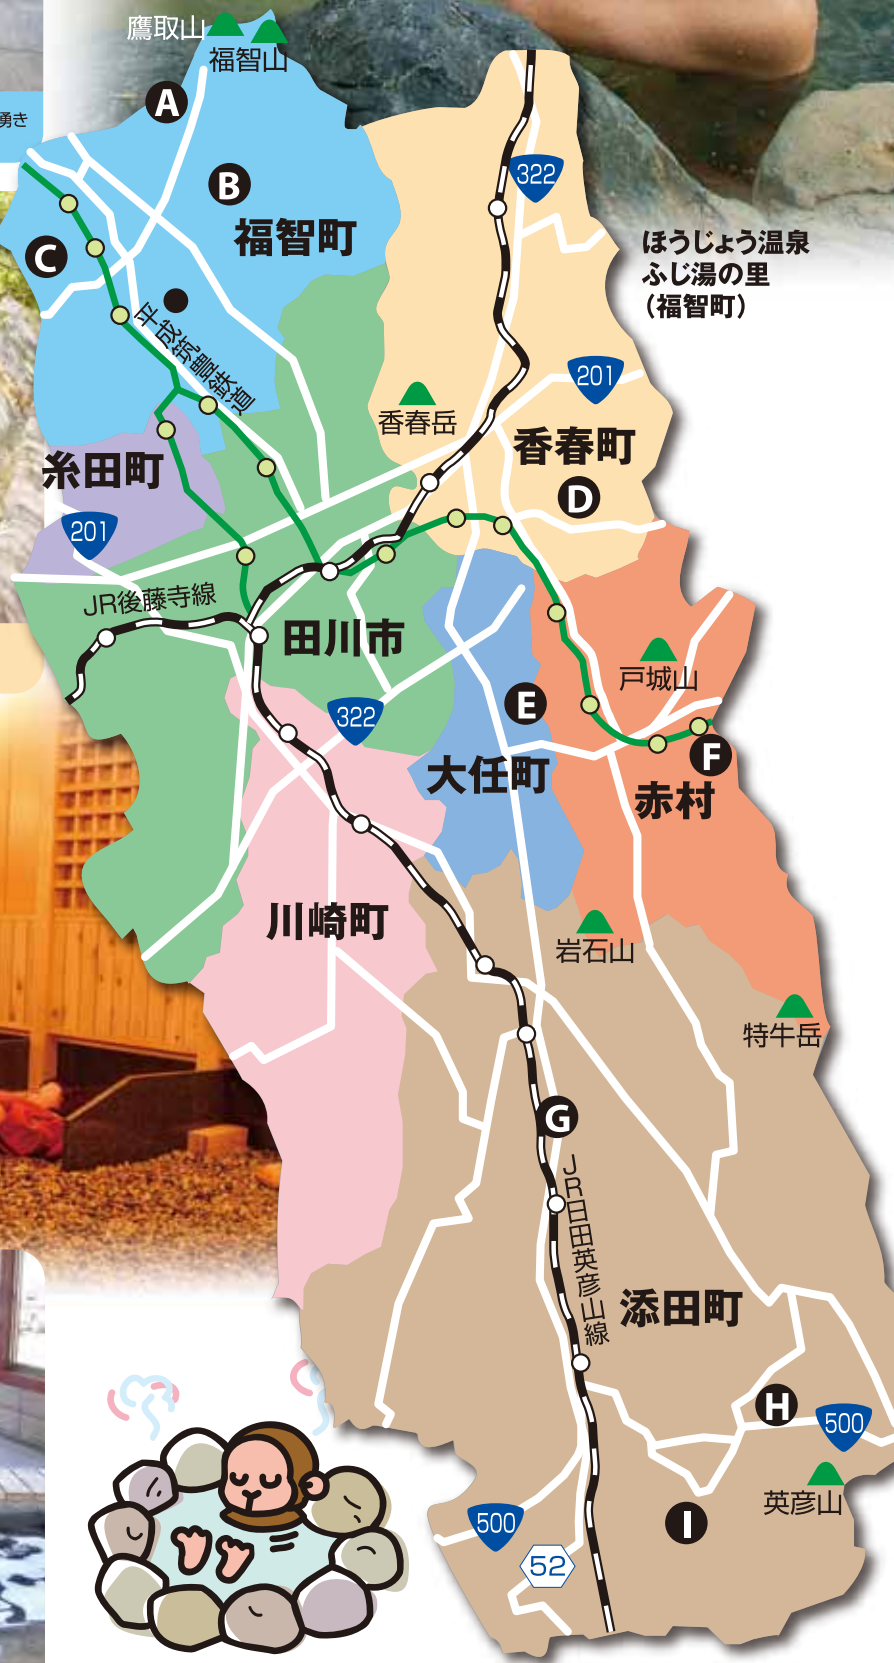 鷹取山
福智山
湧き
A
B
322
福智町
C
ほうじょう温泉
ふじ湯の里
(福智町)
平成筑豊鉄道
201
香春岳
香春町
糸田町
D
201
JR後藤寺線
田川市
戸城山
322
E
F
大任町
赤村
川崎町
岩石山
特牛岳
G
JR日田英彦山線
添田町
H
500
英彦山
500
I
52